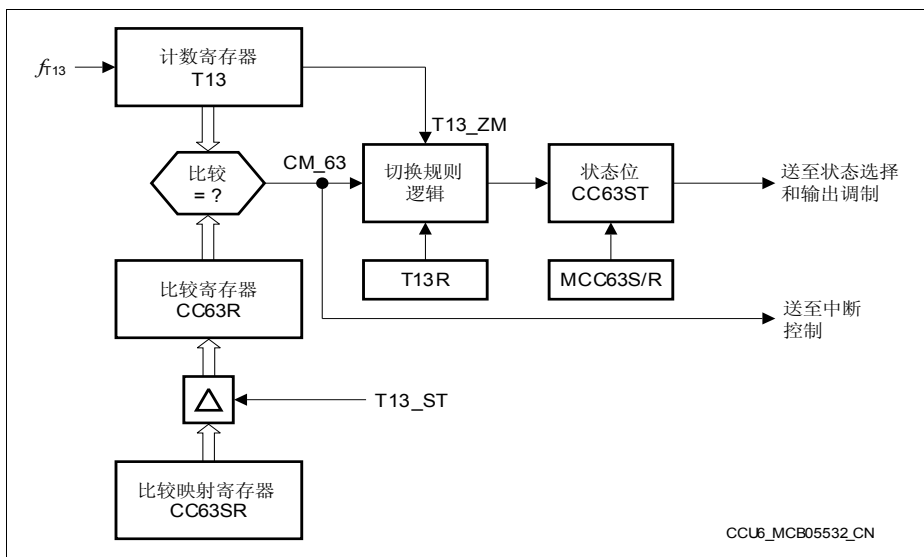 计数寄存器
T13
fT13
T13_ZM
比较
= ?
CM_63
切换规则
逻辑
状态位
CC63ST
送至状态选择
和输出调制
T13R
MCC63S/R
比较寄存器
CC63R
送至中断
控制
T13_ST
比较映射寄存器
CC63SR
CCU6_MCB05532_CN